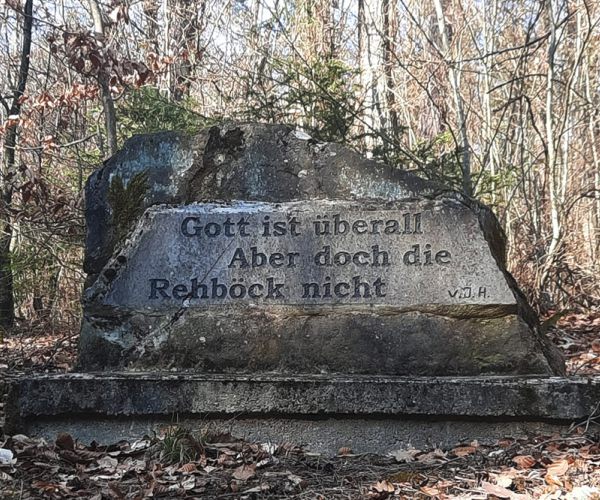 Gott ist überall
Aber doch die
Rehböck nicht